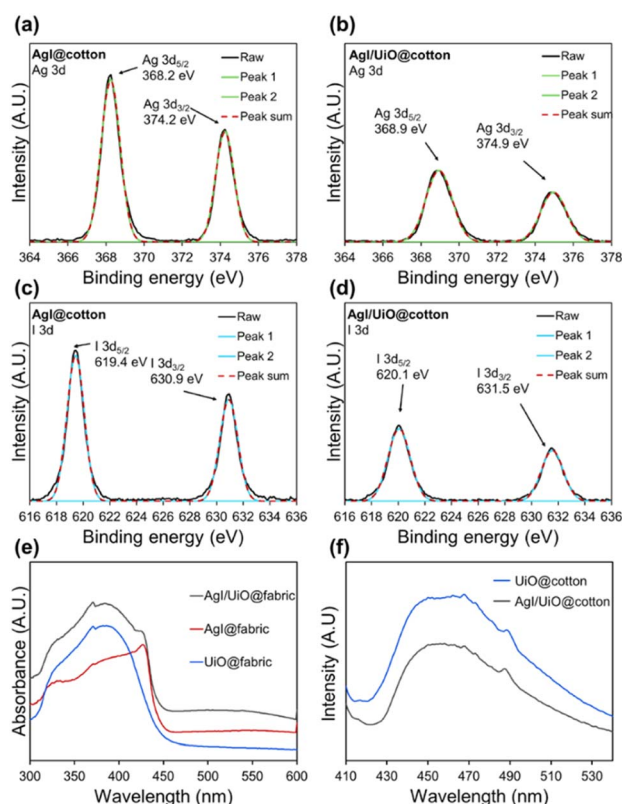 (a)
AgI@cotton
Ag 3d
Ag 3d5/2
368.2 eV
Ag 3d3/2
374.2 eV
Raw
Peak 1
Peak 2
Peak sum
Intensity (A.U.)
364 366 368 370 372 374 376 378
Binding energy (eV)
(b)
AgI/UiO@cotton
Ag 3d
Ag 3d5/2
368.9 eV
Ag 3d3/2
374.9 eV
Raw
Peak 1
Peak 2
Peak sum
Intensity (A.U.)
364 366 368 370 372 374 376 378
Binding energy (eV)
(c)
AgI@cotton
I 3d
I 3d5/2
619.4 eV
I 3d3/2
630.9 eV
Raw
Peak 1
Peak 2
Peak sum
Intensity (A.U.)
616 618 620 622 624 626 628 630 632 634 636
Binding energy (eV)
(d)
AgI/UiO@cotton
I 3d
I 3d5/2
620.1 eV
I 3d3/2
631.5 eV
Raw
Peak 1
Peak 2
Peak sum
Intensity (A.U.)
616 618 620 622 624 626 628 630 632 634 636
Binding energy (eV)
(e)
AgI/UiO@fabric
AgI@fabric
UiO@fabric
Absorbance (A.U.)
300 350 400 450 500 550 600
Wavelength (nm)
(f)
UiO@cotton
AgI/UiO@cotton
Intensity (A.U)
410 430 450 470 490 510 530
Wavelength (nm)